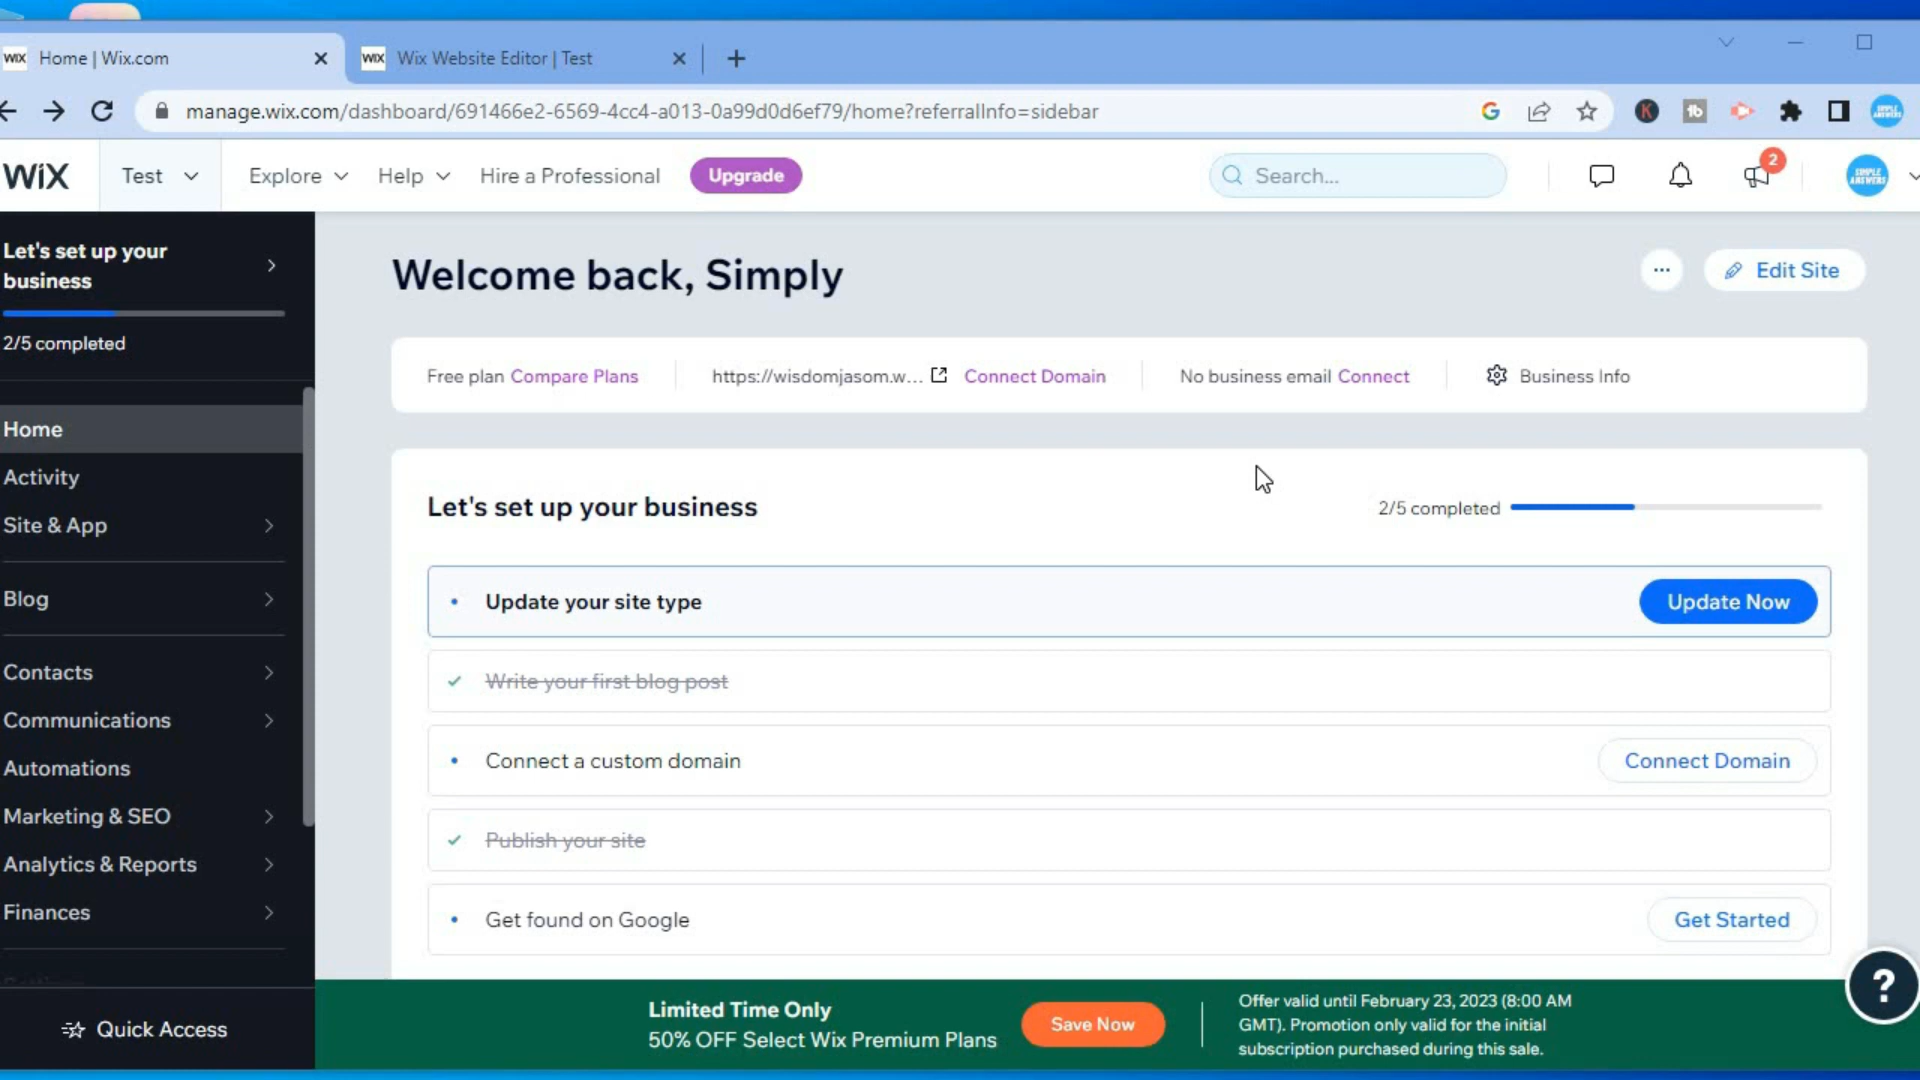 WiX Home | Wix.com
WiX Wix Website Editor | Test
manage.wix.com/dashboard/691466e2-6569-4cc4-a013-0a99d0d6ef79/home?referralInfo=sidebar
WiX
Test
Explore
Help
Hire a Professional
Upgrade
Search...
2
SIMPLE ANSWERS
Let's set up your
business
2/5 completed
Home
Activity
Site & App
Blog
Contacts
Communications
Automations
Marketing & SEO
Analytics & Reports
Finances
Quick Access
Welcome back, Simply
Edit Site
Free plan Compare Plans
https://wisdomjasom.w... Connect Domain
No business email Connect
Business Info
Let's set up your business
2/5 completed
Update your site type
Update Now
Write your first blog post
Connect a custom domain
Connect Domain
Publish your site
Get found on Google
Get Started
Limited Time Only
50% OFF Select Wix Premium Plans
Save Now
Offer valid until February 23, 2023 (8:00 AM
GMT). Promotion only valid for the initial
subscription purchased during this sale.
?